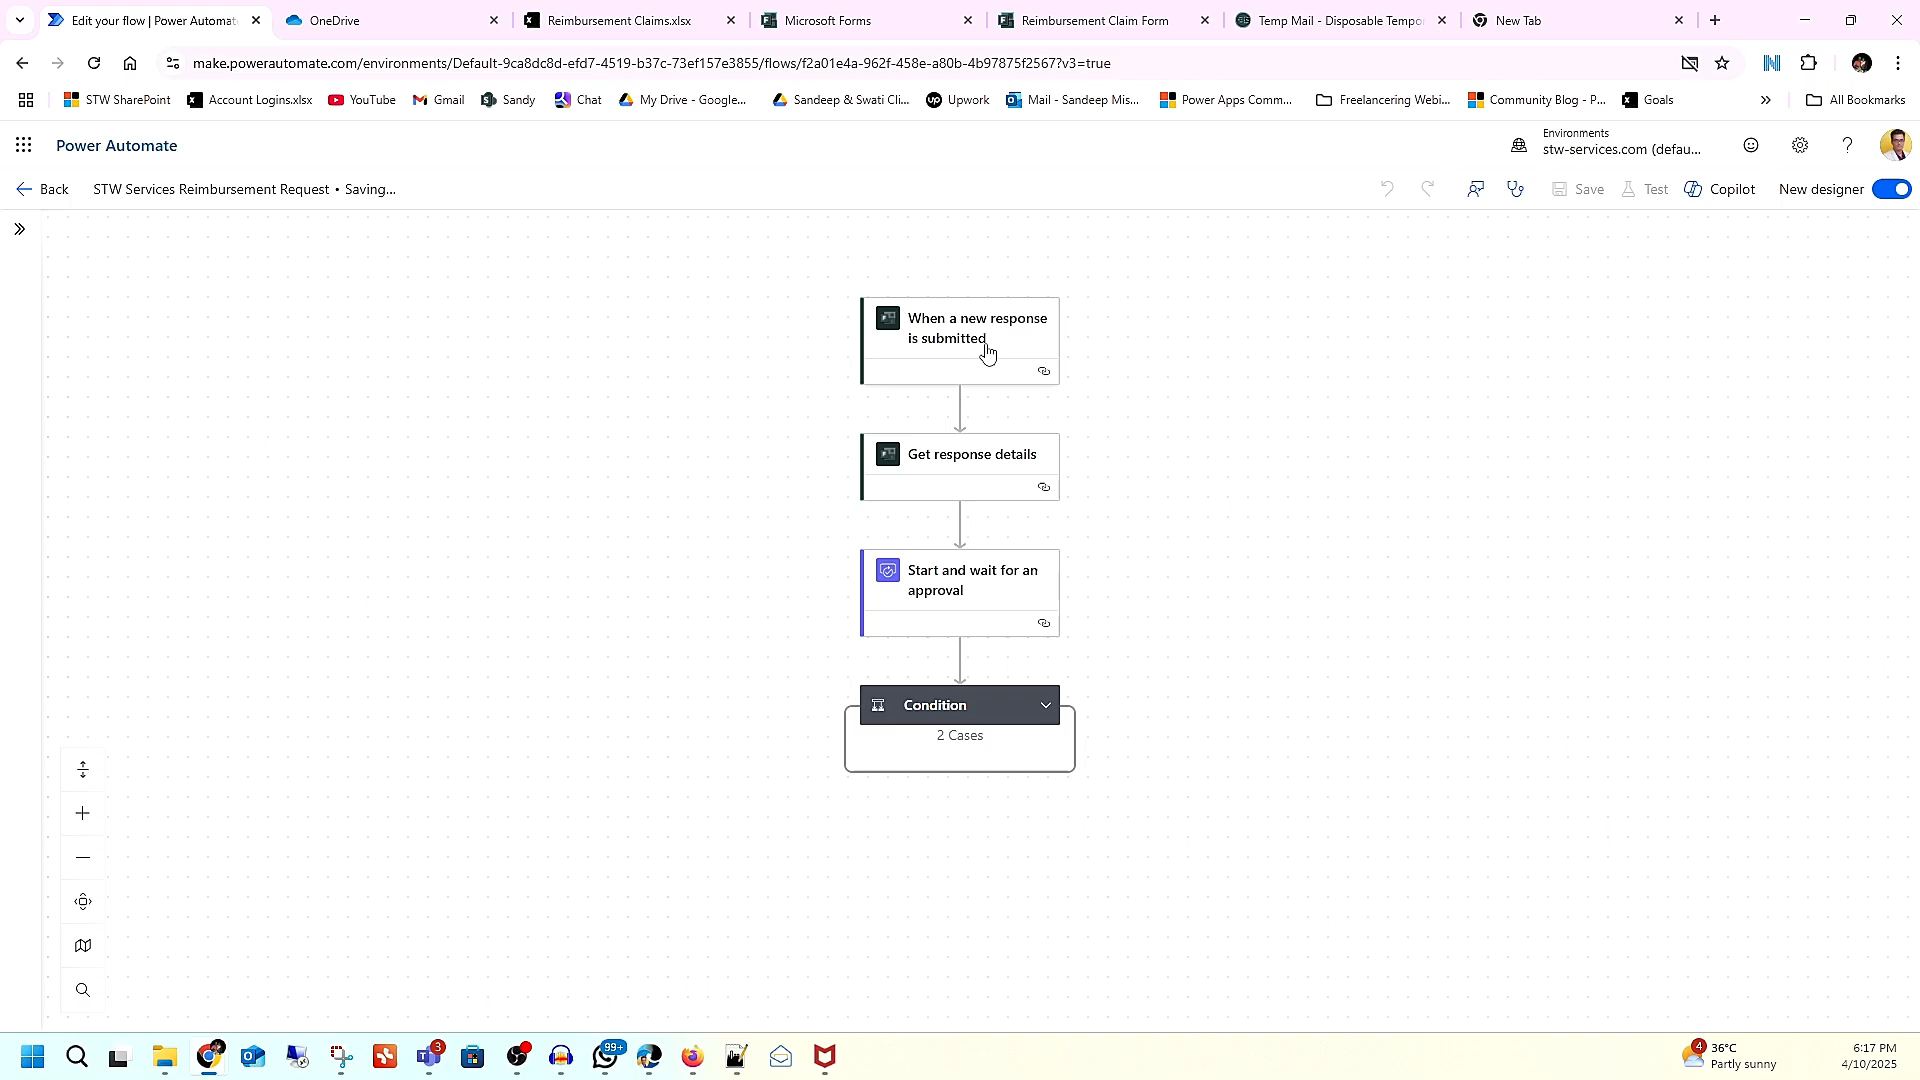 Edit your flow | Power Automat
OneDrive
Reimbursement Claims.xlsx
Microsoft Forms
Reimbursement Claim Form
Temp Mail - Disposable Tempo
New Tab
make.powerautomate.com/environments/Default-9ca8dc8d-efd7-4519-b37c-73ef157e3855/flows/f2a01e4a-962f-458e-a80b-4b97875f2567?v3=true
STW SharePoint
Account Logins.xlsx
YouTube
Gmail
Sandy
Chat
My Drive - Google...
Sandeep & Swati Cli...
Upwork
Mail - Sandeep Mis...
Power Apps Comm...
Freelancering Webi...
Community Blog - P...
Goals
All Bookmarks
Power Automate
Environments
stw-services.com (defau...
Back
STW Services Reimbursement Request • Saving...
Save
Test
Copilot
New designer
When a new response
is submitted
Get response details
Start and wait for an
approval
Condition
2 Cases
3
99+
4
36°C
Partly sunny
6:17 PM
4/10/2025